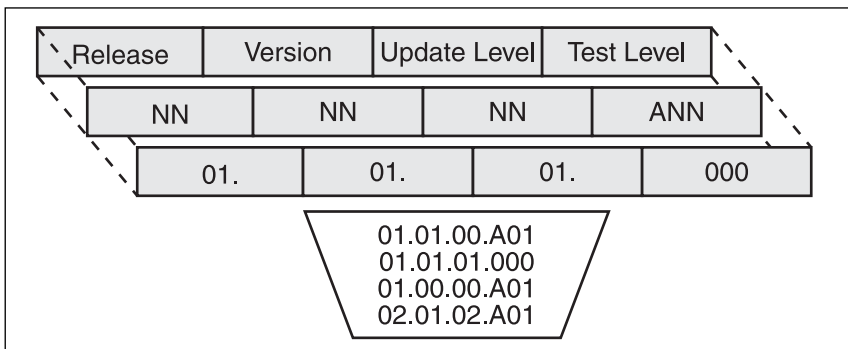 Release Version Update Level Test Level
NN NN NN ANN
01. 01. 01. 000
01.01.00.A01
01.01.01.000
01.00.00.A01
02.01.02.A01